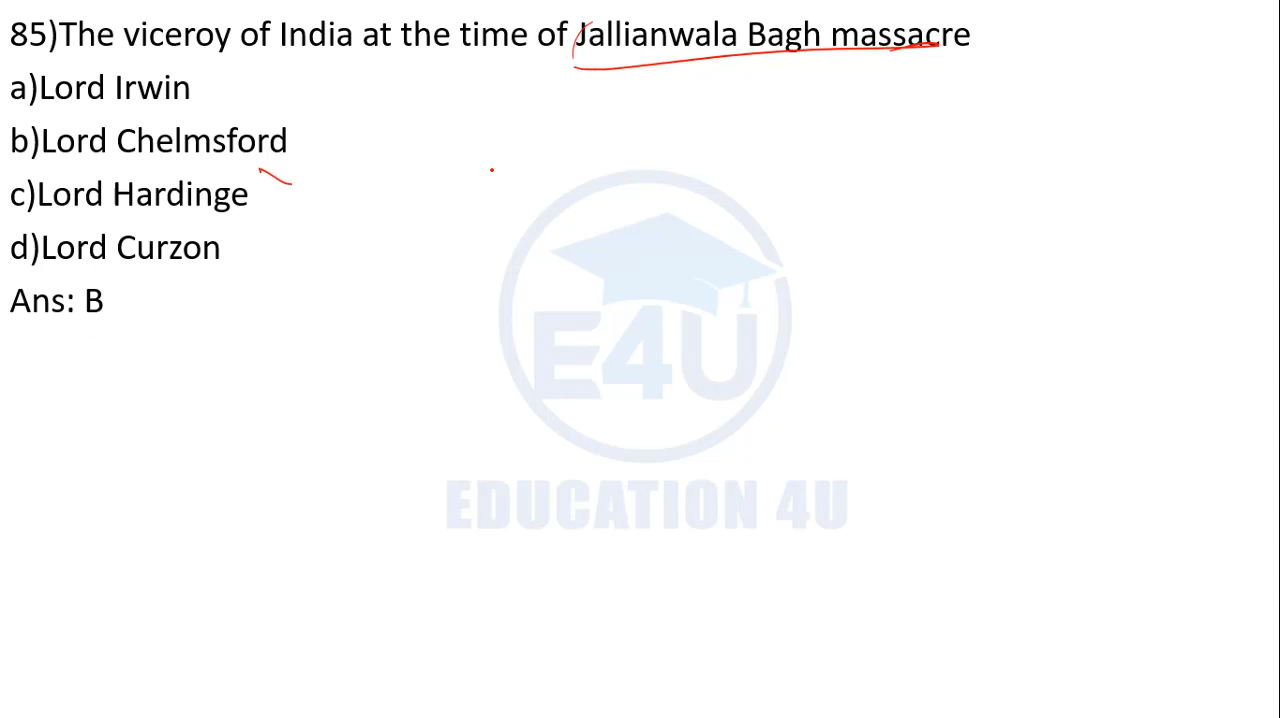 85)The viceroy of India at the time of Jallianwala Bagh massacre
a)Lord Irwin
b)Lord Chelmsford
c)Lord Hardinge
d)Lord Curzon
Ans: B
E4U
EDUCATION 4U